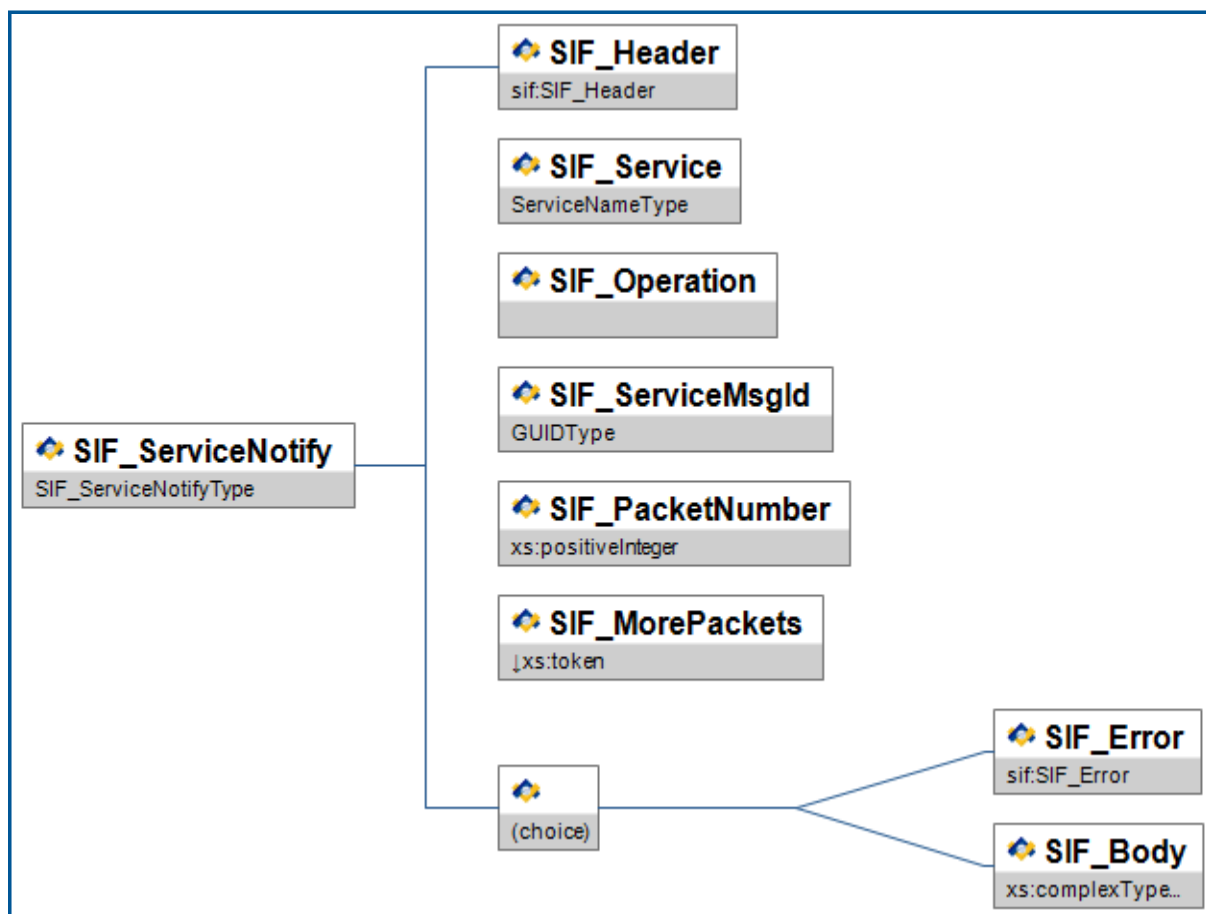 SIF_Header
sif:SIF_Header
SIF_Service
ServiceNameType
SIF_Operation
SIF_ServiceMsgId
GUIDType
SIF_ServiceNotify
SIF_ServiceNotifyType
SIF_PacketNumber
xs:positiveInteger
SIF_MorePackets
↓xs:token
(choice)
SIF_Error
sif:SIF_Error
SIF_Body
xs:complexType...